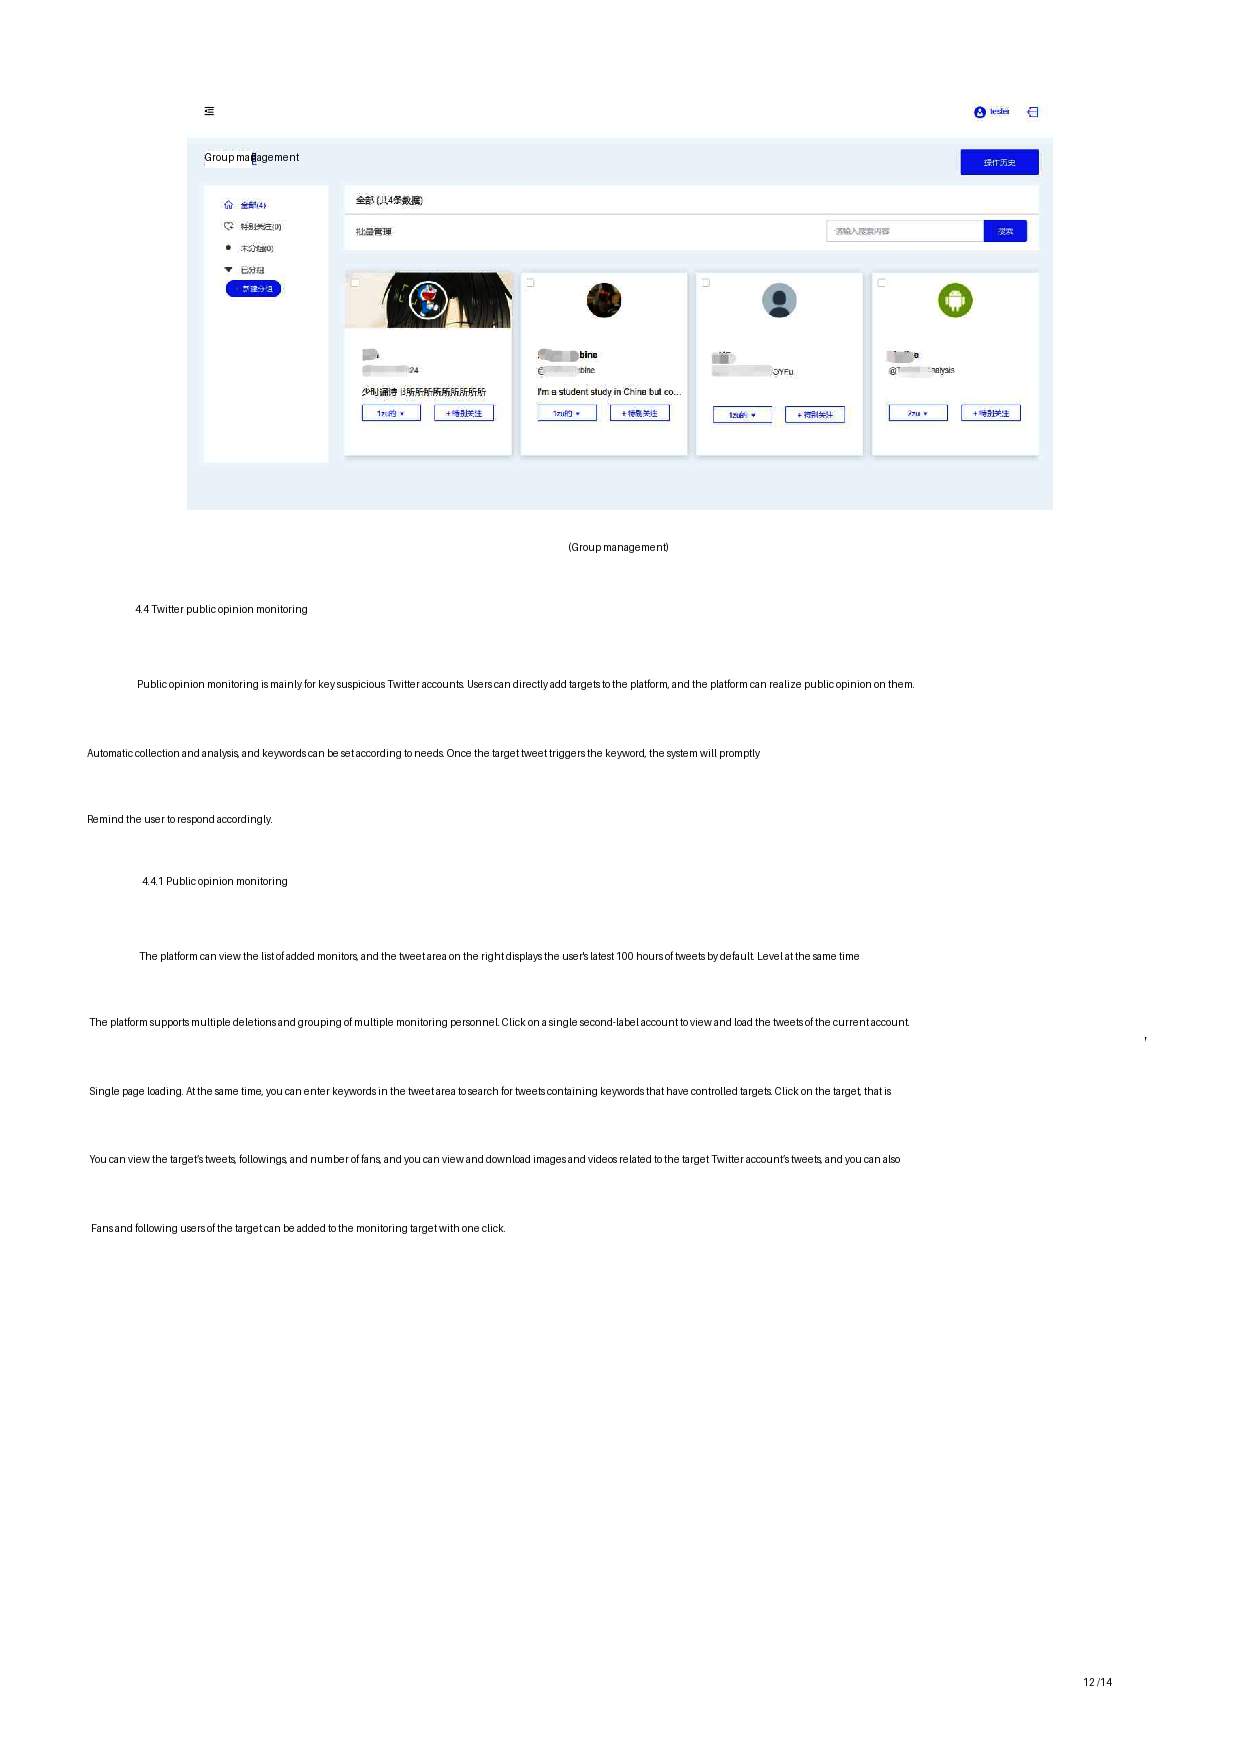 tester
Group management
操作历史
全部(4)
特别关注(0)
未分组(0)
已分组
新建分组
全部 (共4条数据)
批量管理
请输入搜索内容
搜索
24
少时诵诗书所所所所所所所所所
1zu的
+ 特别关注
bine
@ bine
I'm a student study in China but co...
1zu的
+ 特别关注
@YFu
1zu的
+ 特别关注
@T nalysis
2zu
+ 特别关注
(Group management)
4.4 Twitter public opinion monitoring
Public opinion monitoring is mainly for key suspicious Twitter accounts. Users can directly add targets to the platform, and the platform can realize public opinion on them.
Automatic collection and analysis, and keywords can be set according to needs. Once the target tweet triggers the keyword, the system will promptly
Remind the user to respond accordingly.
4.4.1 Public opinion monitoring
The platform can view the list of added monitors, and the tweet area on the right displays the user's latest 100 hours of tweets by default. Level at the same time
The platform supports multiple deletions and grouping of multiple monitoring personnel. Click on a single second-label account to view and load the tweets of the current account.
Single page loading. At the same time, you can enter keywords in the tweet area to search for tweets containing keywords that have controlled targets. Click on the target, that is
You can view the target's tweets, followings, and number of fans, and you can view and download images and videos related to the target Twitter account's tweets, and you can also
Fans and following users of the target can be added to the monitoring target with one click.
12 /14